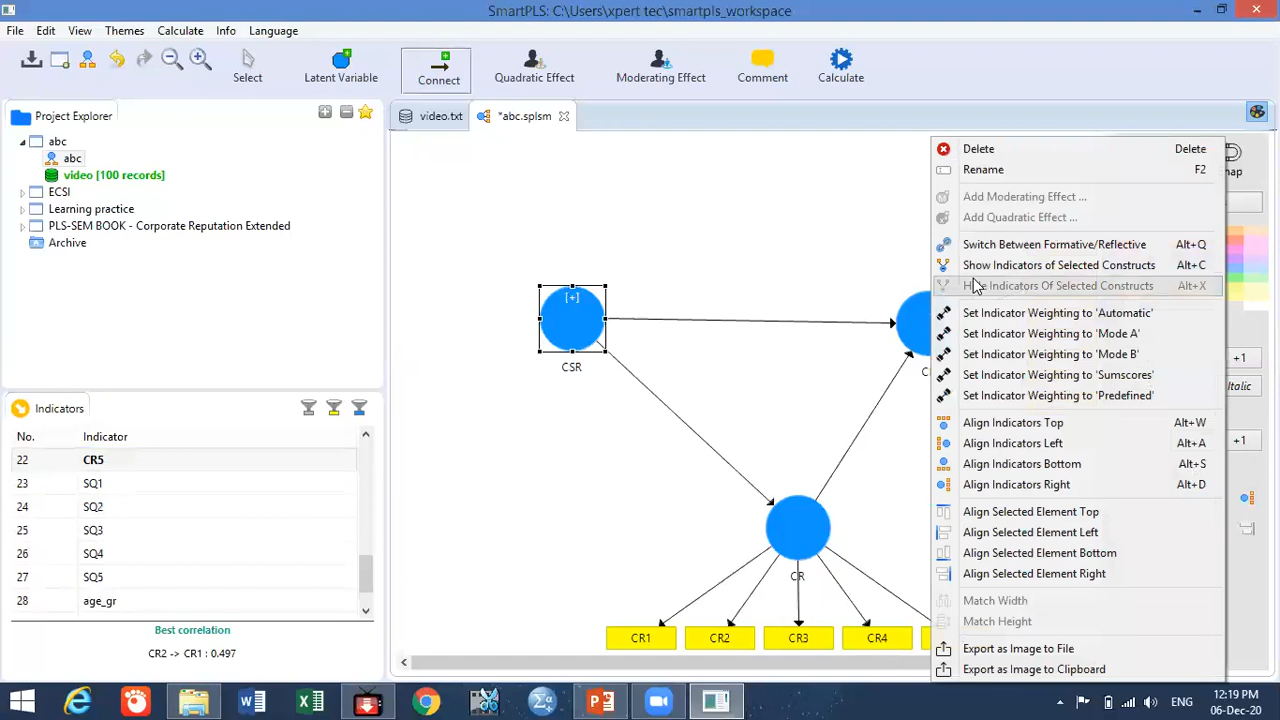 SmartPLS: C:\Users\xpert tec\smartpls_workspace
File Edit View Themes Calculate Info Language
Select
Latent Variable
Connect
Quadratic Effect
Moderating Effect
Comment
Calculate
Project Explorer
abc
abc
video [100 records]
ECSI
Learning practice
PLS-SEM BOOK - Corporate Reputation Extended
Archive
Indicators
No. Indicator
22 CR5
23 SQ1
24 SQ2
25 SQ3
26 SQ4
27 SQ5
28 age_gr
Best correlation
CR2 -> CR1 : 0.497
video.txt
*abc.splsm
[+]
CSR
CR
CR1 CR2 CR3 CR4
Delete Delete
Rename F2
Add Moderating Effect ...
Add Quadratic Effect ...
Switch Between Formative/Reflective Alt+Q
Show Indicators of Selected Constructs Alt+C
Indicators Of Selected Constructs Alt+X
Set Indicator Weighting to 'Automatic'
Set Indicator Weighting to 'Mode A'
Set Indicator Weighting to 'Mode B'
Set Indicator Weighting to 'Sumscores'
Set Indicator Weighting to 'Predefined'
Align Indicators Top Alt+W
Align Indicators Left Alt+A
Align Indicators Bottom Alt+S
Align Indicators Right Alt+D
Align Selected Element Top
Align Selected Element Left
Align Selected Element Bottom
Align Selected Element Right
Match Width
Match Height
Export as Image to File
Export as Image to Clipboard
+1
Italic
+1
ENG
12:19 PM
06-Dec-20